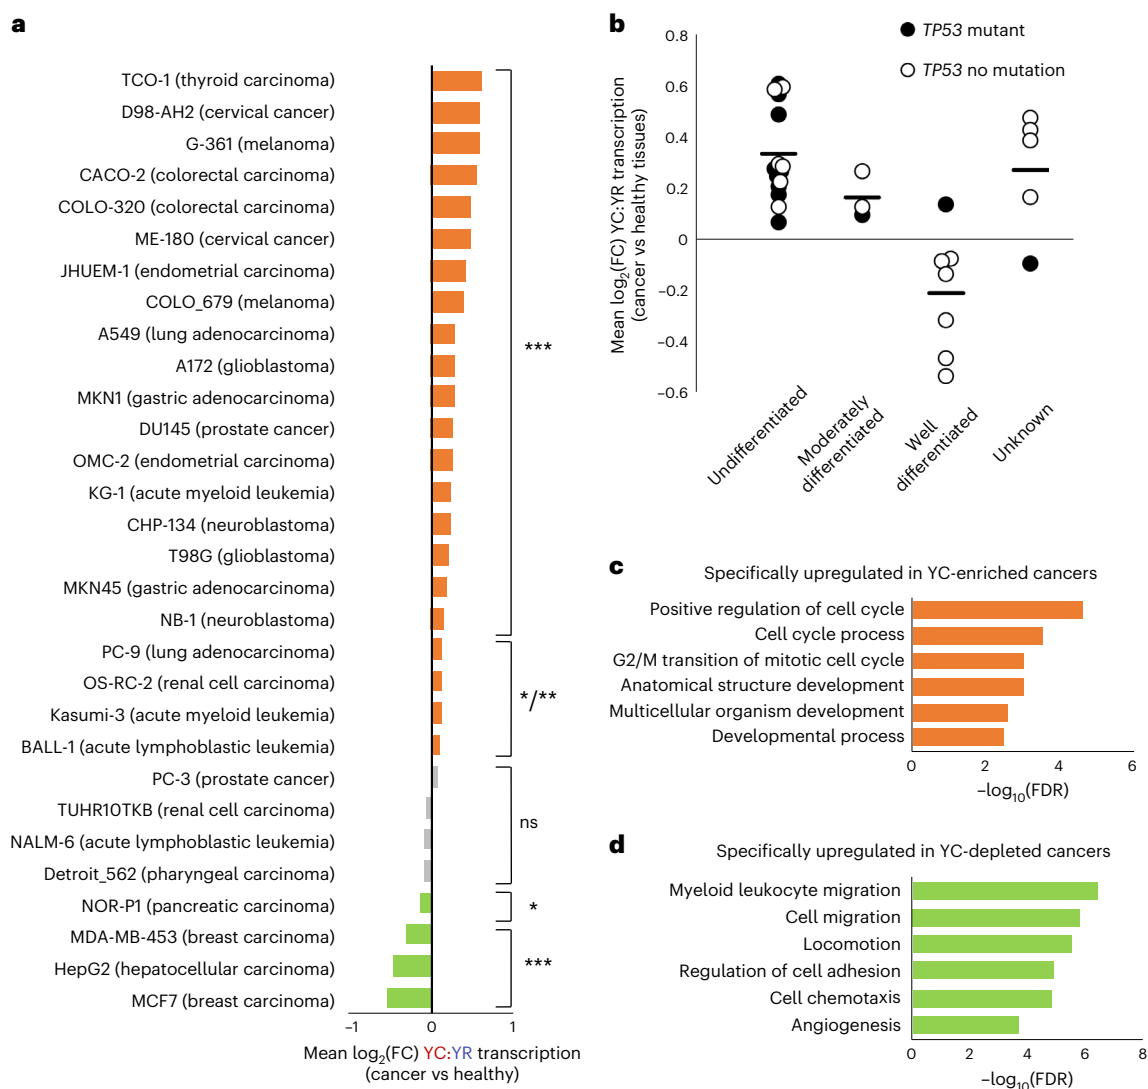 a
TCO-1 (thyroid carcinoma)
D98-AH2 (cervical cancer)
G-361 (melanoma)
CACO-2 (colorectal carcinoma)
COLO-320 (colorectal carcinoma)
ME-180 (cervical cancer)
JHUEM-1 (endometrial carcinoma)
COLO_679 (melanoma)
A549 (lung adenocarcinoma)
A172 (glioblastoma)
MKN1 (gastric adenocarcinoma)
DU145 (prostate cancer)
OMC-2 (endometrial carcinoma)
KG-1 (acute myeloid leukemia)
CHP-134 (neuroblastoma)
T98G (glioblastoma)
MKN45 (gastric adenocarcinoma)
NB-1 (neuroblastoma)
PC-9 (lung adenocarcinoma)
OS-RC-2 (renal cell carcinoma)
Kasumi-3 (acute myeloid leukemia)
BALL-1 (acute lymphoblastic leukemia)
PC-3 (prostate cancer)
TUHR10TKB (renal cell carcinoma)
NALM-6 (acute lymphoblastic leukemia)
Detroit_562 (pharyngeal carcinoma)
NOR-P1 (pancreatic carcinoma)
MDA-MB-453 (breast carcinoma)
HepG2 (hepatocellular carcinoma)
MCF7 (breast carcinoma)
***
*/**
ns
*
***
–1 0 1
Mean log2(FC) YC:YR transcription
(cancer vs healthy)
b
TP53 mutant
TP53 no mutation
Mean log2(FC) YC:YR transcription
(cancer vs healthy tissues)
0.8
0.6
0.4
0.2
0
–0.2
–0.4
–0.6
Undifferentiated
Moderately
differentiated
Well
differentiated
Unknown
c
Specifically upregulated in YC-enriched cancers
Positive regulation of cell cycle
Cell cycle process
G2/M transition of mitotic cell cycle
Anatomical structure development
Multicellular organism development
Developmental process
0 2 4 6
–log10(FDR)
d
Specifically upregulated in YC-depleted cancers
Myeloid leukocyte migration
Cell migration
Locomotion
Regulation of cell adhesion
Cell chemotaxis
Angiogenesis
0 2 4 6 8
–log10(FDR)